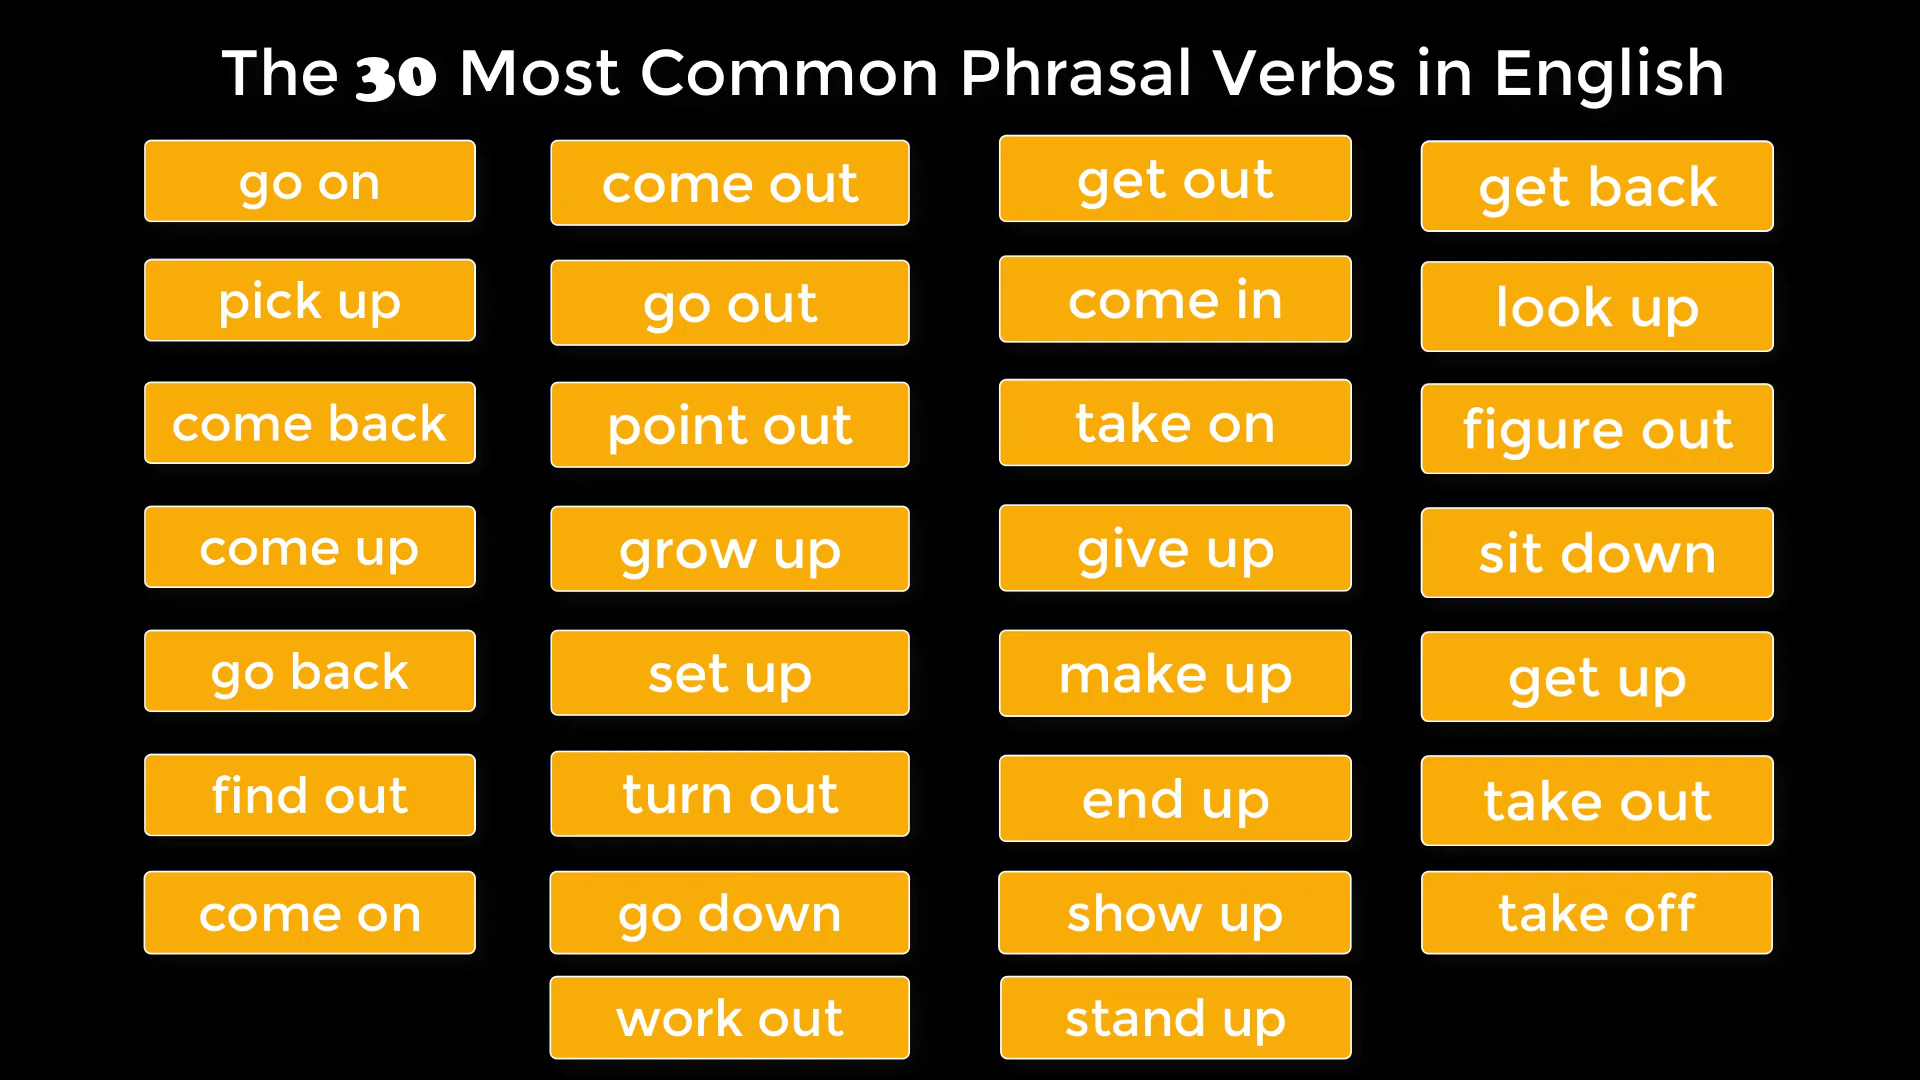 The 30 Most Common Phrasal Verbs in English
go on
pick up
come back
come up
go back
find out
come on
come out
go out
point out
grow up
set up
turn out
go down
work out
get out
come in
take on
give up
make up
end up
show up
stand up
get back
look up
figure out
sit down
get up
take out
take off